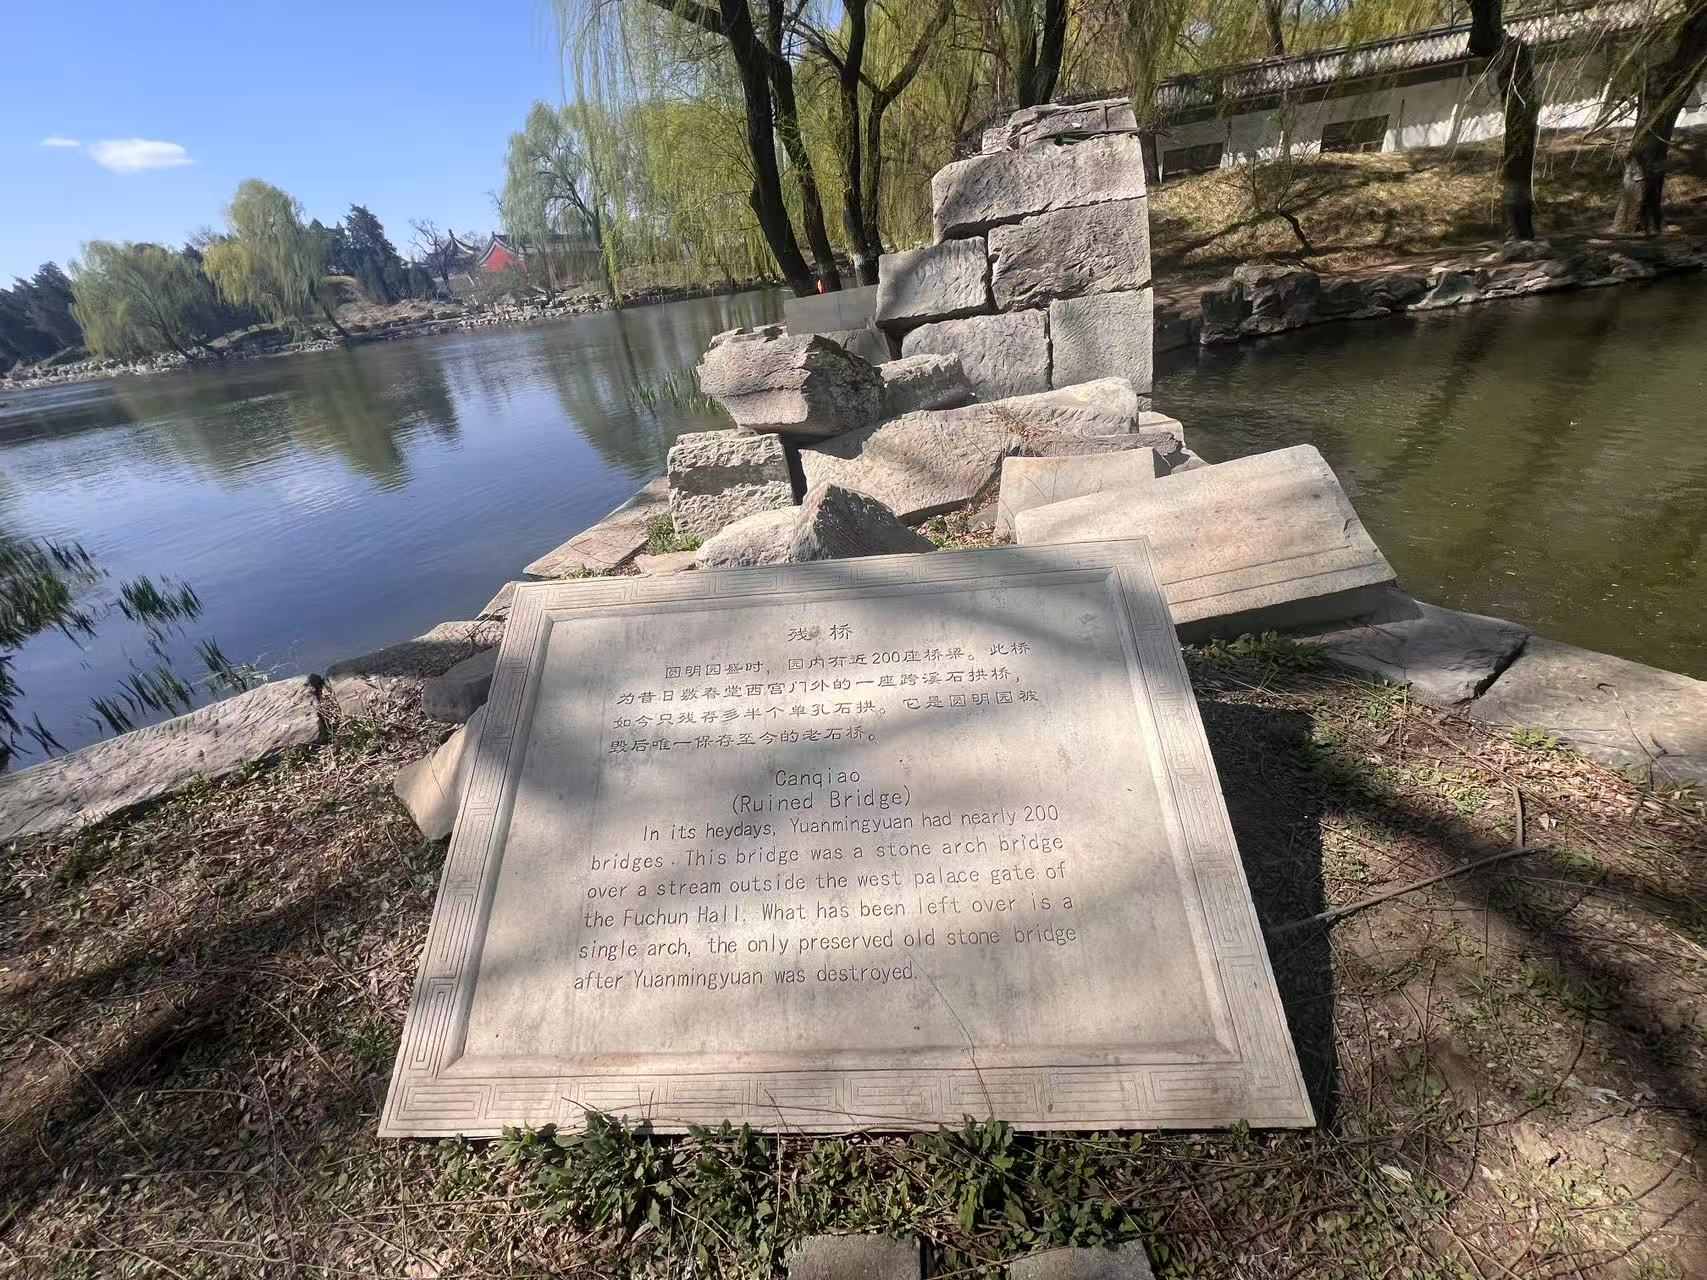 残桥
圆明园盛时，园内有近200座桥梁。此桥
为昔日敷春堂西宫门外的一座跨溪石拱桥，
如今只残存多半个单孔石拱。它是圆明园被
毁后唯一保存至今的老石桥。
Canqiao
(Ruined Bridge)
In its heydays, Yuanmingyuan had nearly 200
bridges. This bridge was a stone arch bridge
over a stream outside the west palace gate of
the Fuchun Hall. What has been left over is a
single arch, the only preserved old stone bridge
after Yuanmingyuan was destroyed.